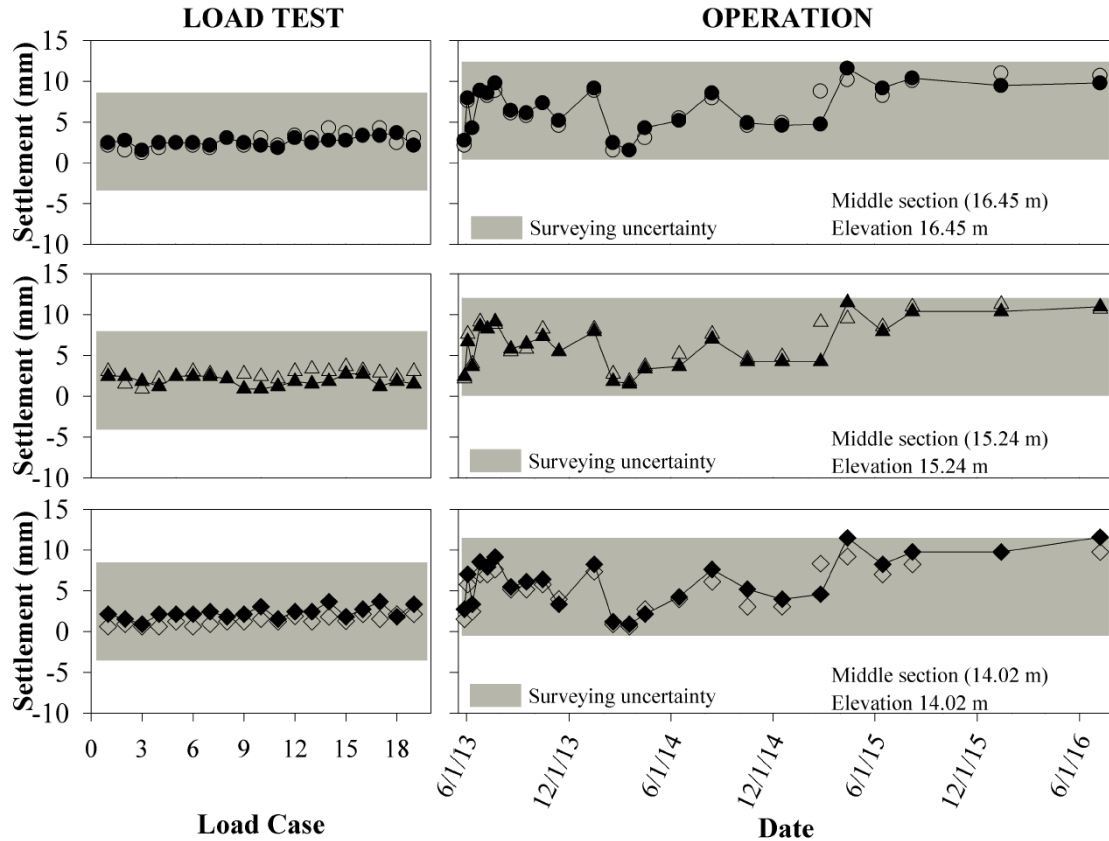 LOAD TEST
OPERATION
Settlement (mm)
15
10
5
0
-5
-10
Surveying uncertainty
Middle section (16.45 m)
Elevation 16.45 m
Settlement (mm)
15
10
5
0
-5
-10
Surveying uncertainty
Middle section (15.24 m)
Elevation 15.24 m
Settlement (mm)
15
10
5
0
-5
-10
Surveying uncertainty
Middle section (14.02 m)
Elevation 14.02 m
0 3 6 9 12 15 18
6/1/13 12/1/13 6/1/14 12/1/14 6/1/15 12/1/15 6/1/16
Load Case
Date